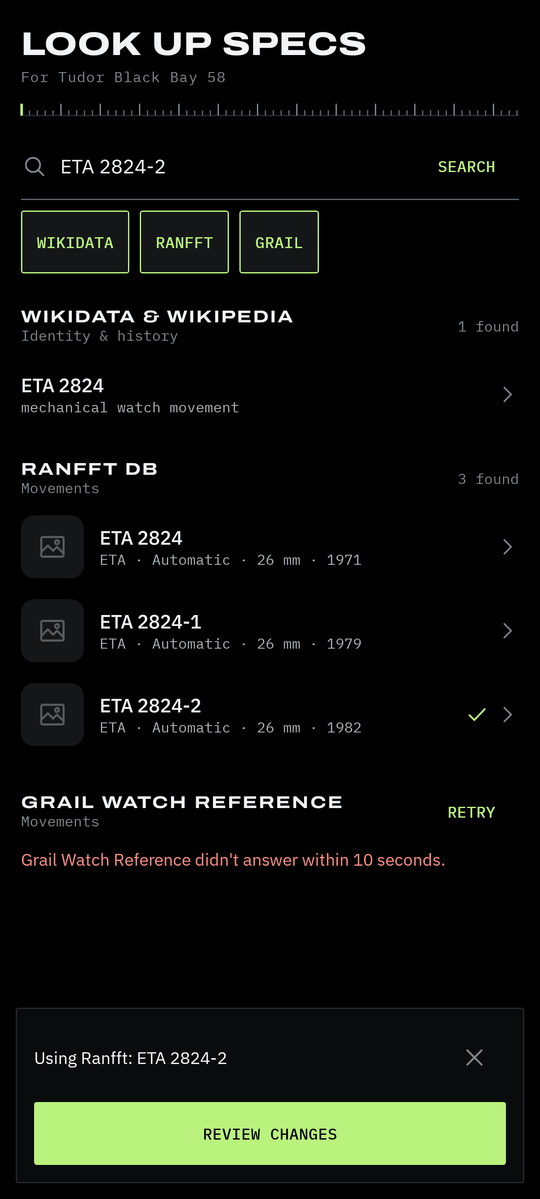 LOOK UP SPECS
For Tudor Black Bay 58
ETA 2824-2
SEARCH
WIKIDATA
RANFFT
GRAIL
WIKIDATA & WIKIPEDIA
Identity & history
1 found
ETA 2824
mechanical watch movement
RANFFT DB
Movements
3 found
ETA 2824
ETA · Automatic · 26 mm · 1971
ETA 2824-1
ETA · Automatic · 26 mm · 1979
ETA 2824-2
ETA · Automatic · 26 mm · 1982
GRAIL WATCH REFERENCE
Movements
RETRY
Grail Watch Reference didn't answer within 10 seconds.
Using Ranfft: ETA 2824-2
REVIEW CHANGES